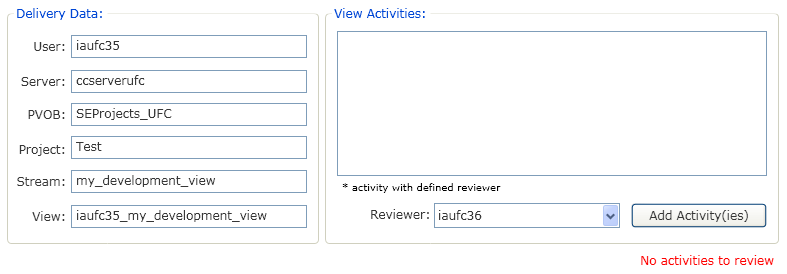 Delivery Data:
User: iaufc35
Server: ccserverufc
PVOB: SEProjects_UFC
Project: Test
Stream: my_development_view
View: iaufc35_my_development_view
View Activities:
* activity with defined reviewer
Reviewer: iaufc36 Add Activity(ies)
No activities to review